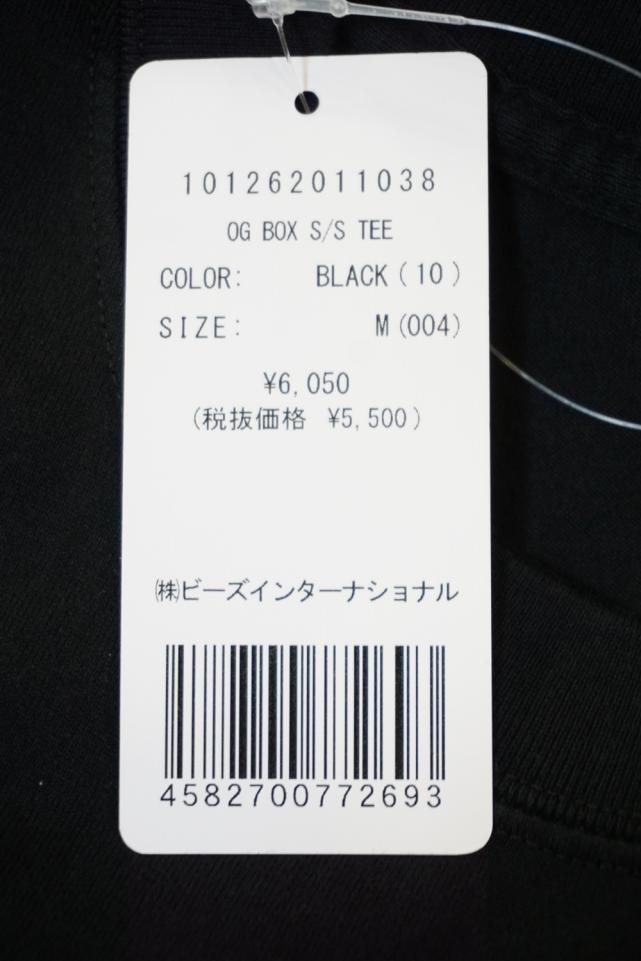 101262011038
OG BOX S/S TEE
COLOR: BLACK(10)
SIZE: M(004)
¥6,050
(税抜価格 ¥5,500)
㈱ビーズインターナショナル
4582700772693